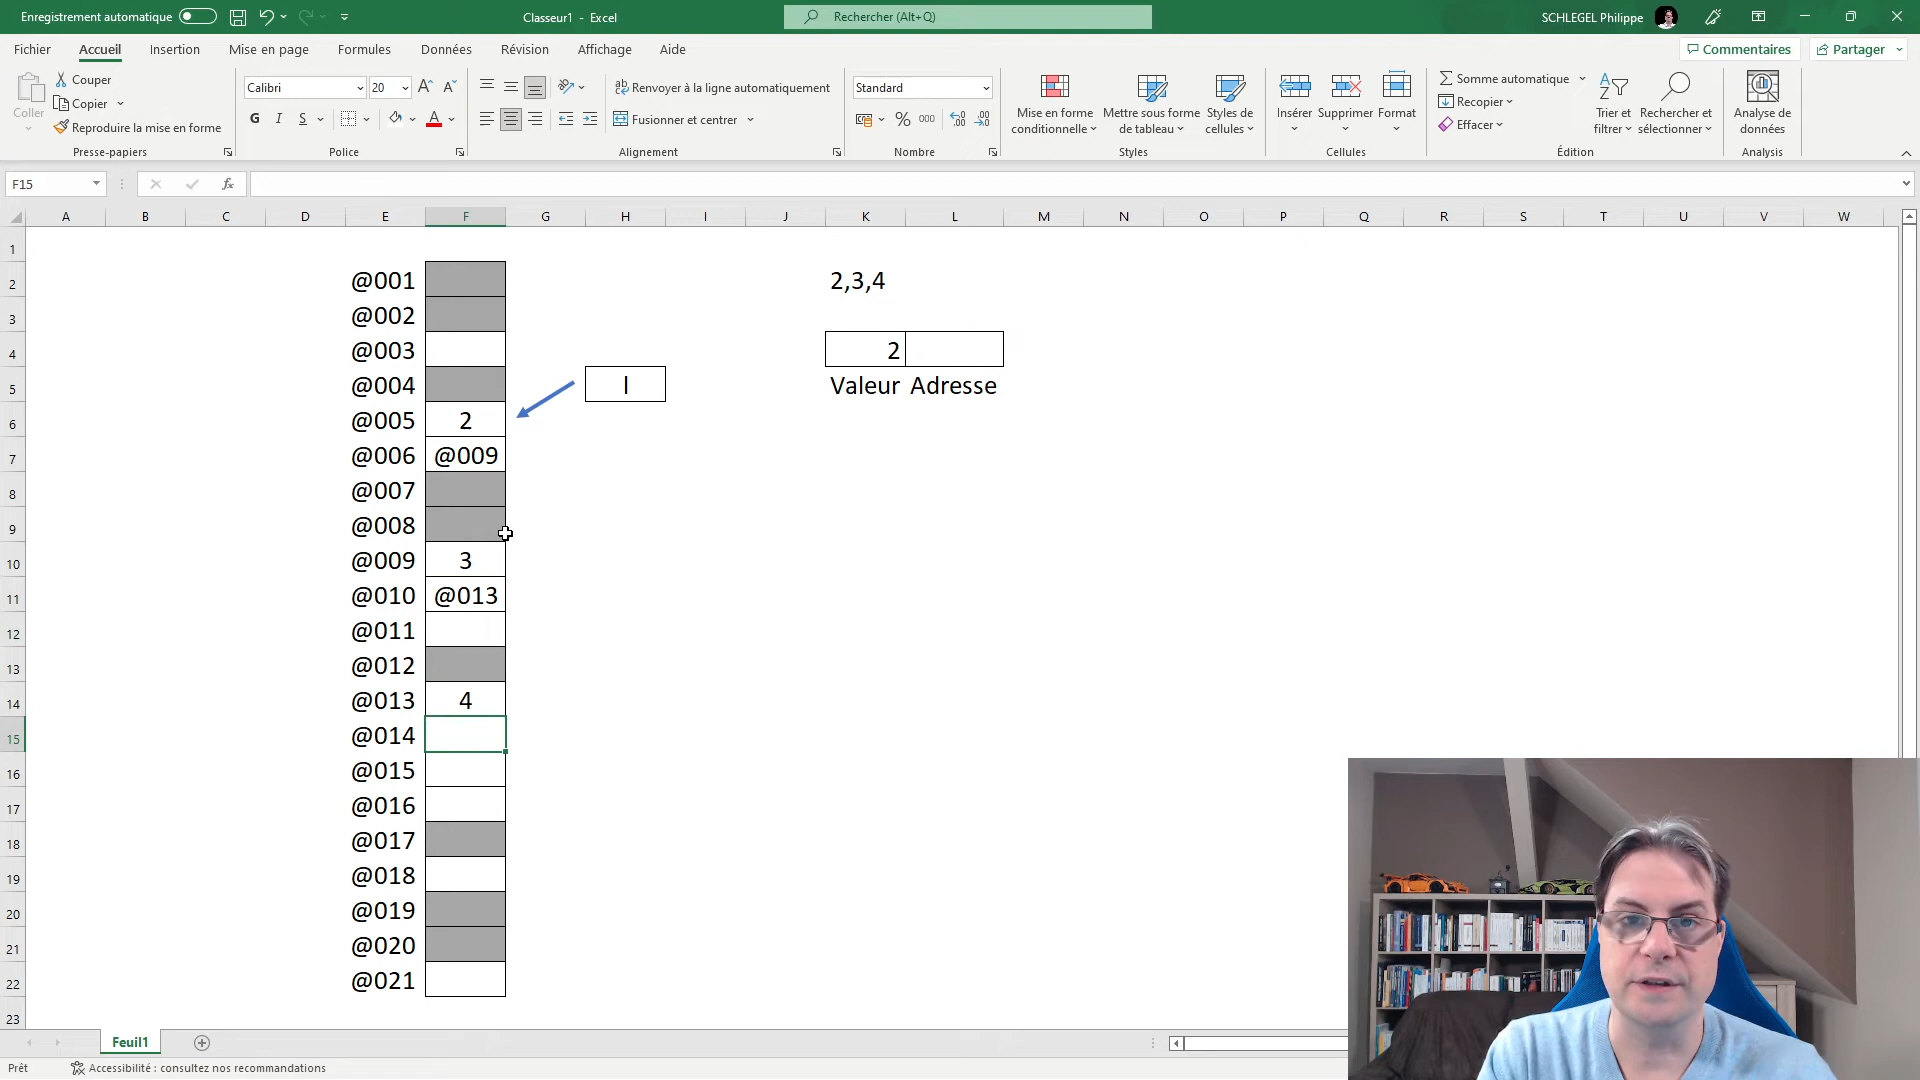 Enregistrement automatique
Classeur1 - Excel
Rechercher (Alt+Q)
SCHLEGEL Philippe
Fichier Accueil Insertion Mise en page Formules Données Révision Affichage Aide
Commentaires Partager
Coller
Couper
Copier
Reproduire la mise en forme
Presse-papiers
Calibri 20
G I S
Police
Renvoyer à la ligne automatiquement
Fusionner et centrer
Alignement
Standard
% 000
Nombre
Mise en forme conditionnelle
Mettre sous forme de tableau
Styles de cellules
Styles
Insérer Supprimer Format
Cellules
Somme automatique
Recopier
Effacer
Trier et filtrer
Rechercher et sélectionner
Édition
Analyse de données
Analysis
F15 fx
A B C D E F G H I J K L M N O P Q R S T U V W
1
2 @001 2,3,4
3 @002
4 @003 2
5 @004 l Valeur Adresse
6 @005 2
7 @006 @009
8 @007
9 @008
10 @009 3
11 @010 @013
12 @011
13 @012
14 @013 4
15 @014
16 @015
17 @016
18 @017
19 @018
20 @019
21 @020
22 @021
23
Feuil1
Prêt Accessibilité : consultez nos recommandations